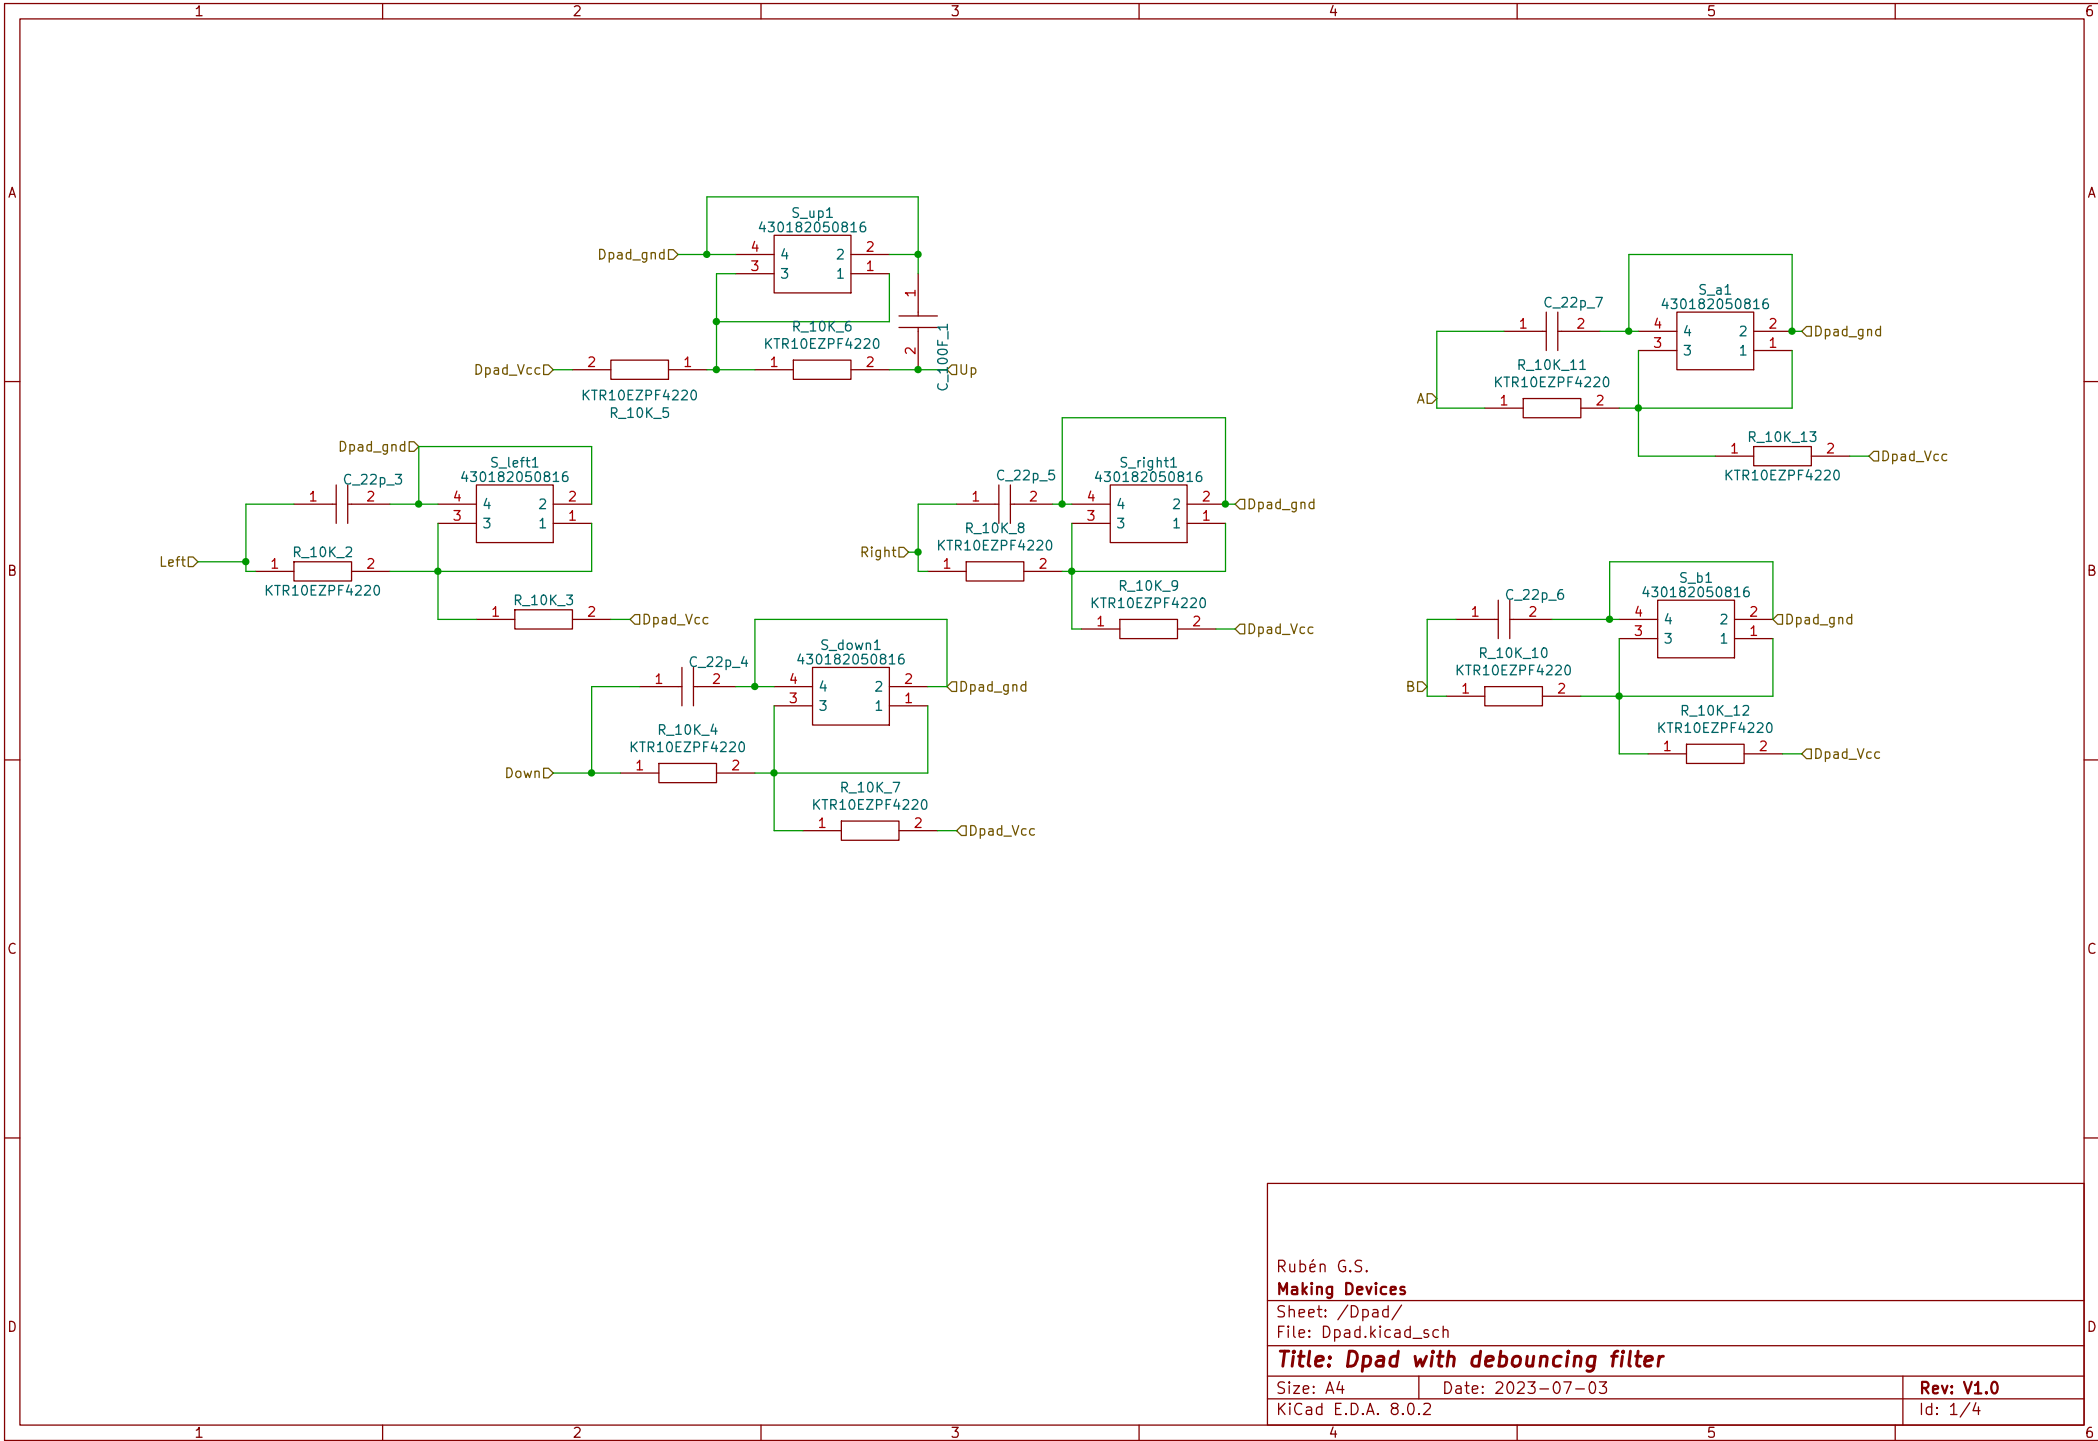 1 2 3 4 5 6
A A
B B
C C
D D
S_up1
430182050816
Dpad_gnd 4 4 2 2
3 3 1 1
1
2
C_100F_1
R_10K_6
KTR10EZPF4220
Dpad_Vcc 2 1 1 2 Up
KTR10EZPF4220
R_10K_5
S_a1
430182050816
C_22p_7
1 2 4 4 2 2 Dpad_gnd
3 3 1 1
R_10K_11
KTR10EZPF4220
A 1 2
R_10K_13
1 2 Dpad_Vcc
KTR10EZPF4220
Dpad_gnd
S_left1
430182050816
C_22p_3
1 2 4 4 2 2
3 3 1 1
R_10K_2
Left 1 2
KTR10EZPF4220
R_10K_3
1 2 Dpad_Vcc
S_right1
430182050816
C_22p_5
1 2 4 4 2 2 Dpad_gnd
3 3 1 1
R_10K_8
KTR10EZPF4220
Right 1 2
R_10K_9
KTR10EZPF4220
1 2 Dpad_Vcc
S_b1
430182050816
C_22p_6
1 2 4 4 2 2 Dpad_gnd
3 3 1 1
R_10K_10
KTR10EZPF4220
B 1 2
R_10K_12
KTR10EZPF4220
1 2 Dpad_Vcc
S_down1
430182050816
C_22p_4
1 2 4 4 2 2 Dpad_gnd
3 3 1 1
R_10K_4
KTR10EZPF4220
Down 1 2
R_10K_7
KTR10EZPF4220
1 2 Dpad_Vcc
Rubén G.S.
Making Devices
Sheet: /Dpad/
File: Dpad.kicad_sch
Title: Dpad with debouncing filter
Size: A4 Date: 2023-07-03 Rev: V1.0
KiCad E.D.A. 8.0.2 Id: 1/4
1 2 3 4 5 6